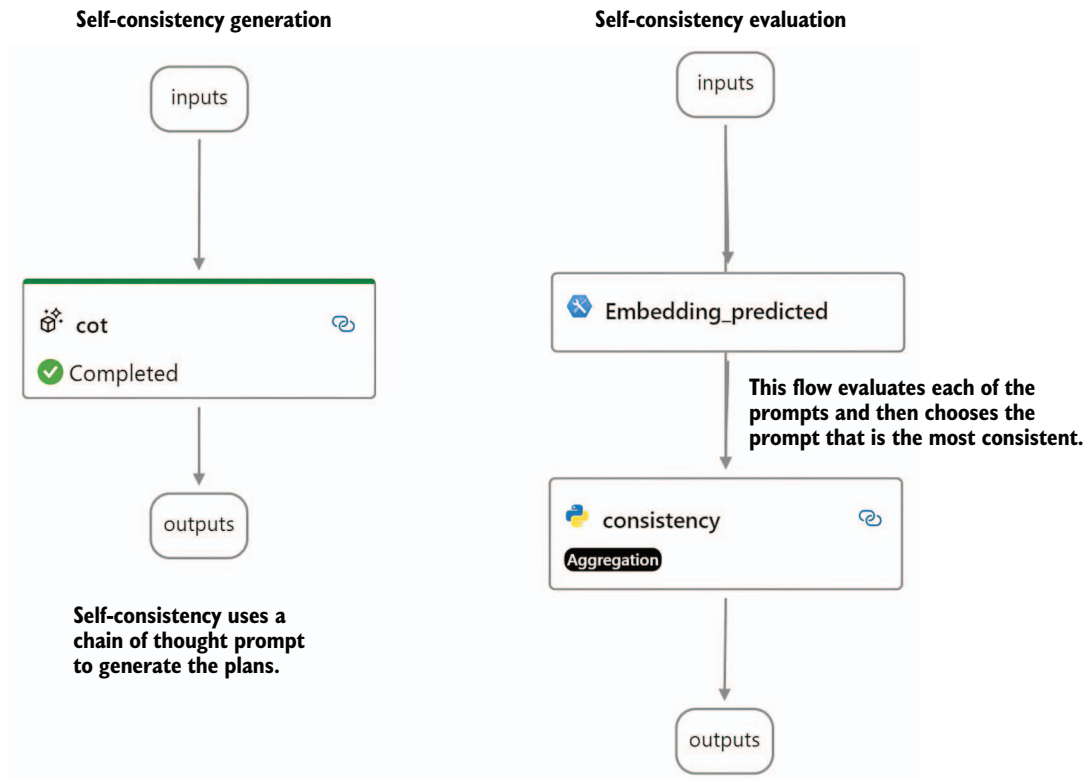 Self-consistency generation
inputs
cot
Completed
outputs
Self-consistency uses a
chain of thought prompt
to generate the plans.
Self-consistency evaluation
inputs
Embedding_predicted
This flow evaluates each of the
prompts and then chooses the
prompt that is the most consistent.
consistency
Aggregation
outputs